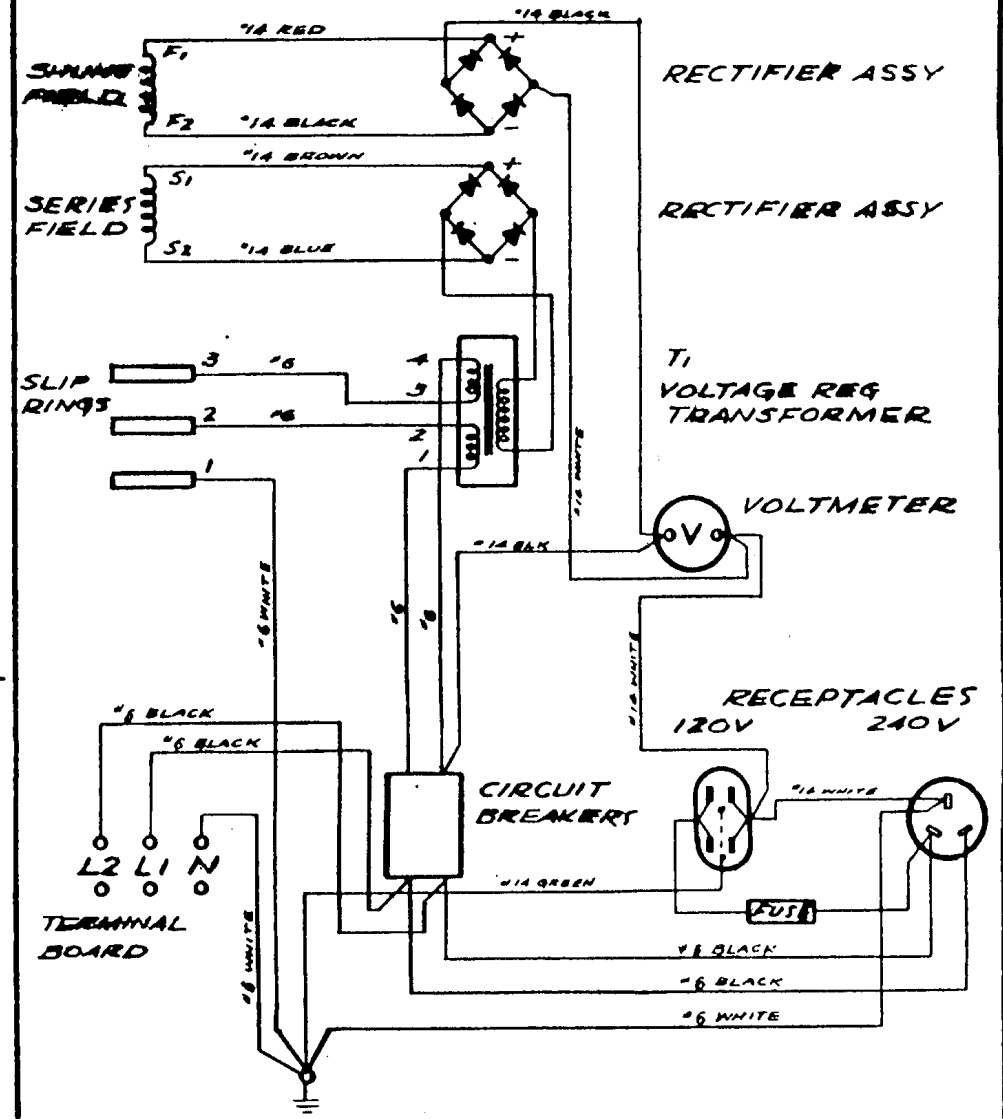 #14 BLACK
#14 RED
F1
+
RECTIFIER ASSY
FIELD
F2
#14 BLACK
-
#14 BROWN
S1
+
SERIES
FIELD
RECTIFIER ASSY
S2
#14 BLUE
-
SLIP
RINGS
3
#6
4
3
2
#6
2
1
1
T1
VOLTAGE REG
TRANSFORMER
#14 WHITE
VOLTMETER
V
#14 BLK
#6 WHITE
#6
#6
#14 WHITE
RECEPTACLES
120V
240V
#6 BLACK
#6 BLACK
CIRCUIT
BREAKERS
#14 WHITE
L2 L1 N
TERMINAL
BOARD
#14 GREEN
FUSE
#6 WHITE
#6 BLACK
#6 BLACK
#6 WHITE